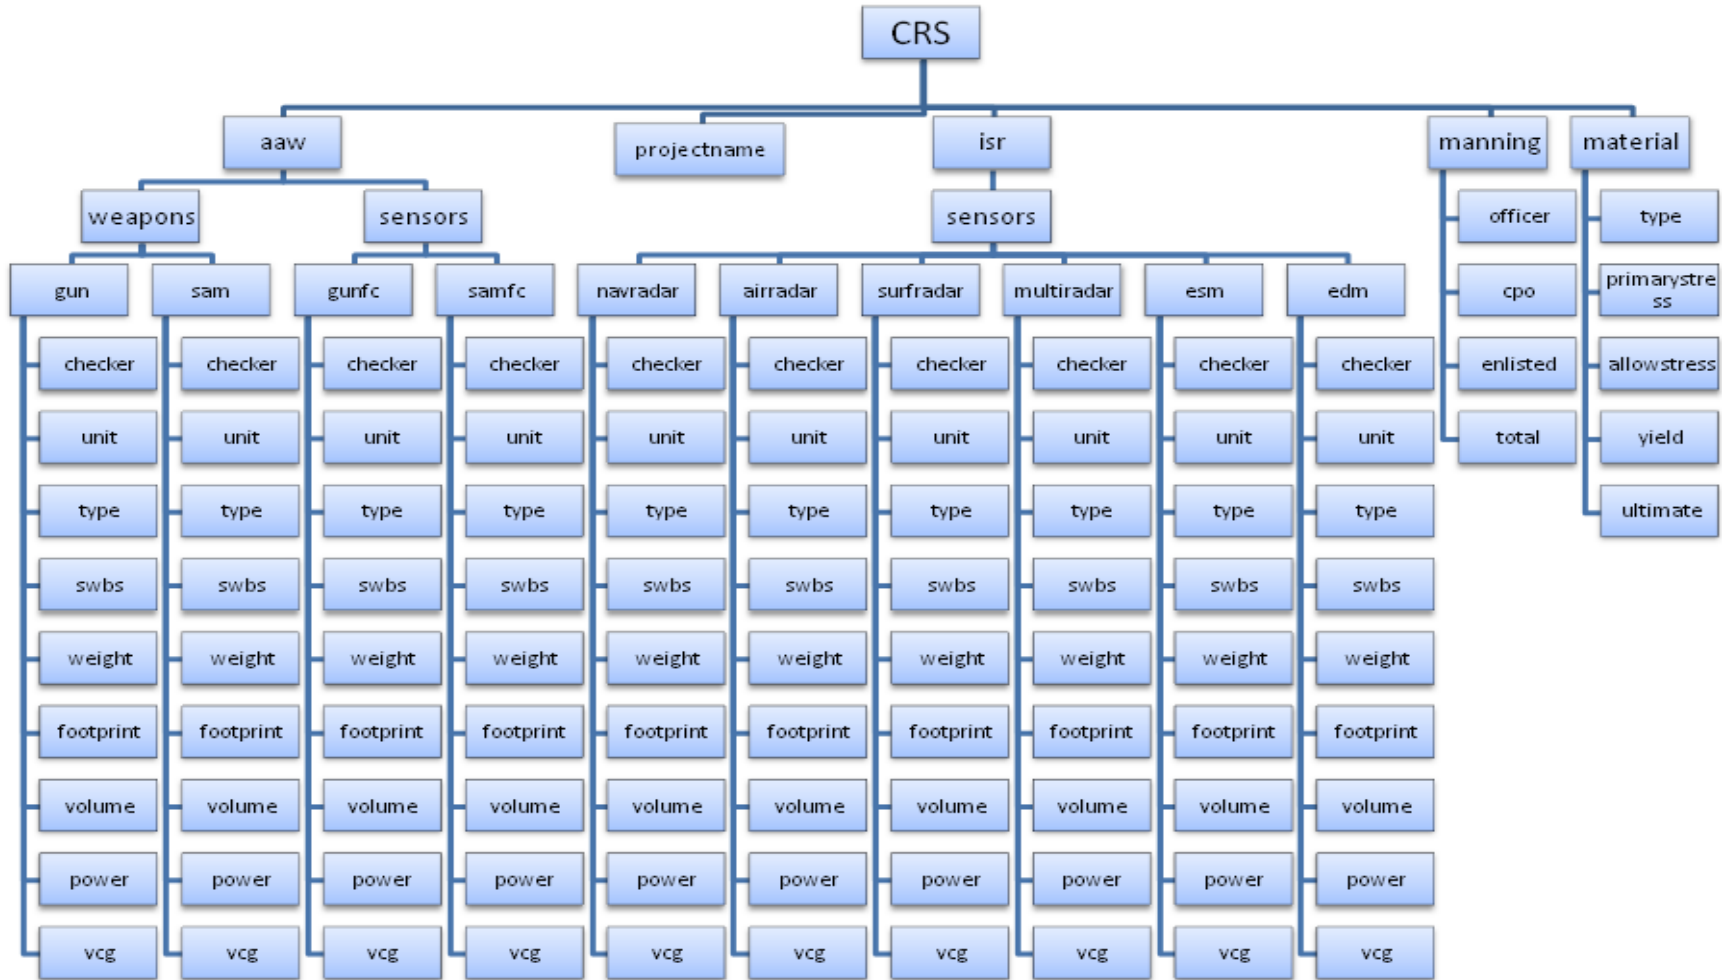 CRS
aaw
projectname
isr
manning
material
weapons
sensors
sensors
officer
type
gun
sam
gunfc
samfc
navradar
airradar
surfradar
multiradar
esm
edm
cpo
primarystre
ss
checker
checker
checker
checker
checker
checker
checker
checker
checker
checker
enlisted
allowstress
unit
unit
unit
unit
unit
unit
unit
unit
unit
unit
total
yield
type
type
type
type
type
type
type
type
type
type
ultimate
swbs
swbs
swbs
swbs
swbs
swbs
swbs
swbs
swbs
swbs
weight
weight
weight
weight
weight
weight
weight
weight
weight
weight
footprint
footprint
footprint
footprint
footprint
footprint
footprint
footprint
footprint
footprint
volume
volume
volume
volume
volume
volume
volume
volume
volume
volume
power
power
power
power
power
power
power
power
power
power
vcg
vcg
vcg
vcg
vcg
vcg
vcg
vcg
vcg
vcg